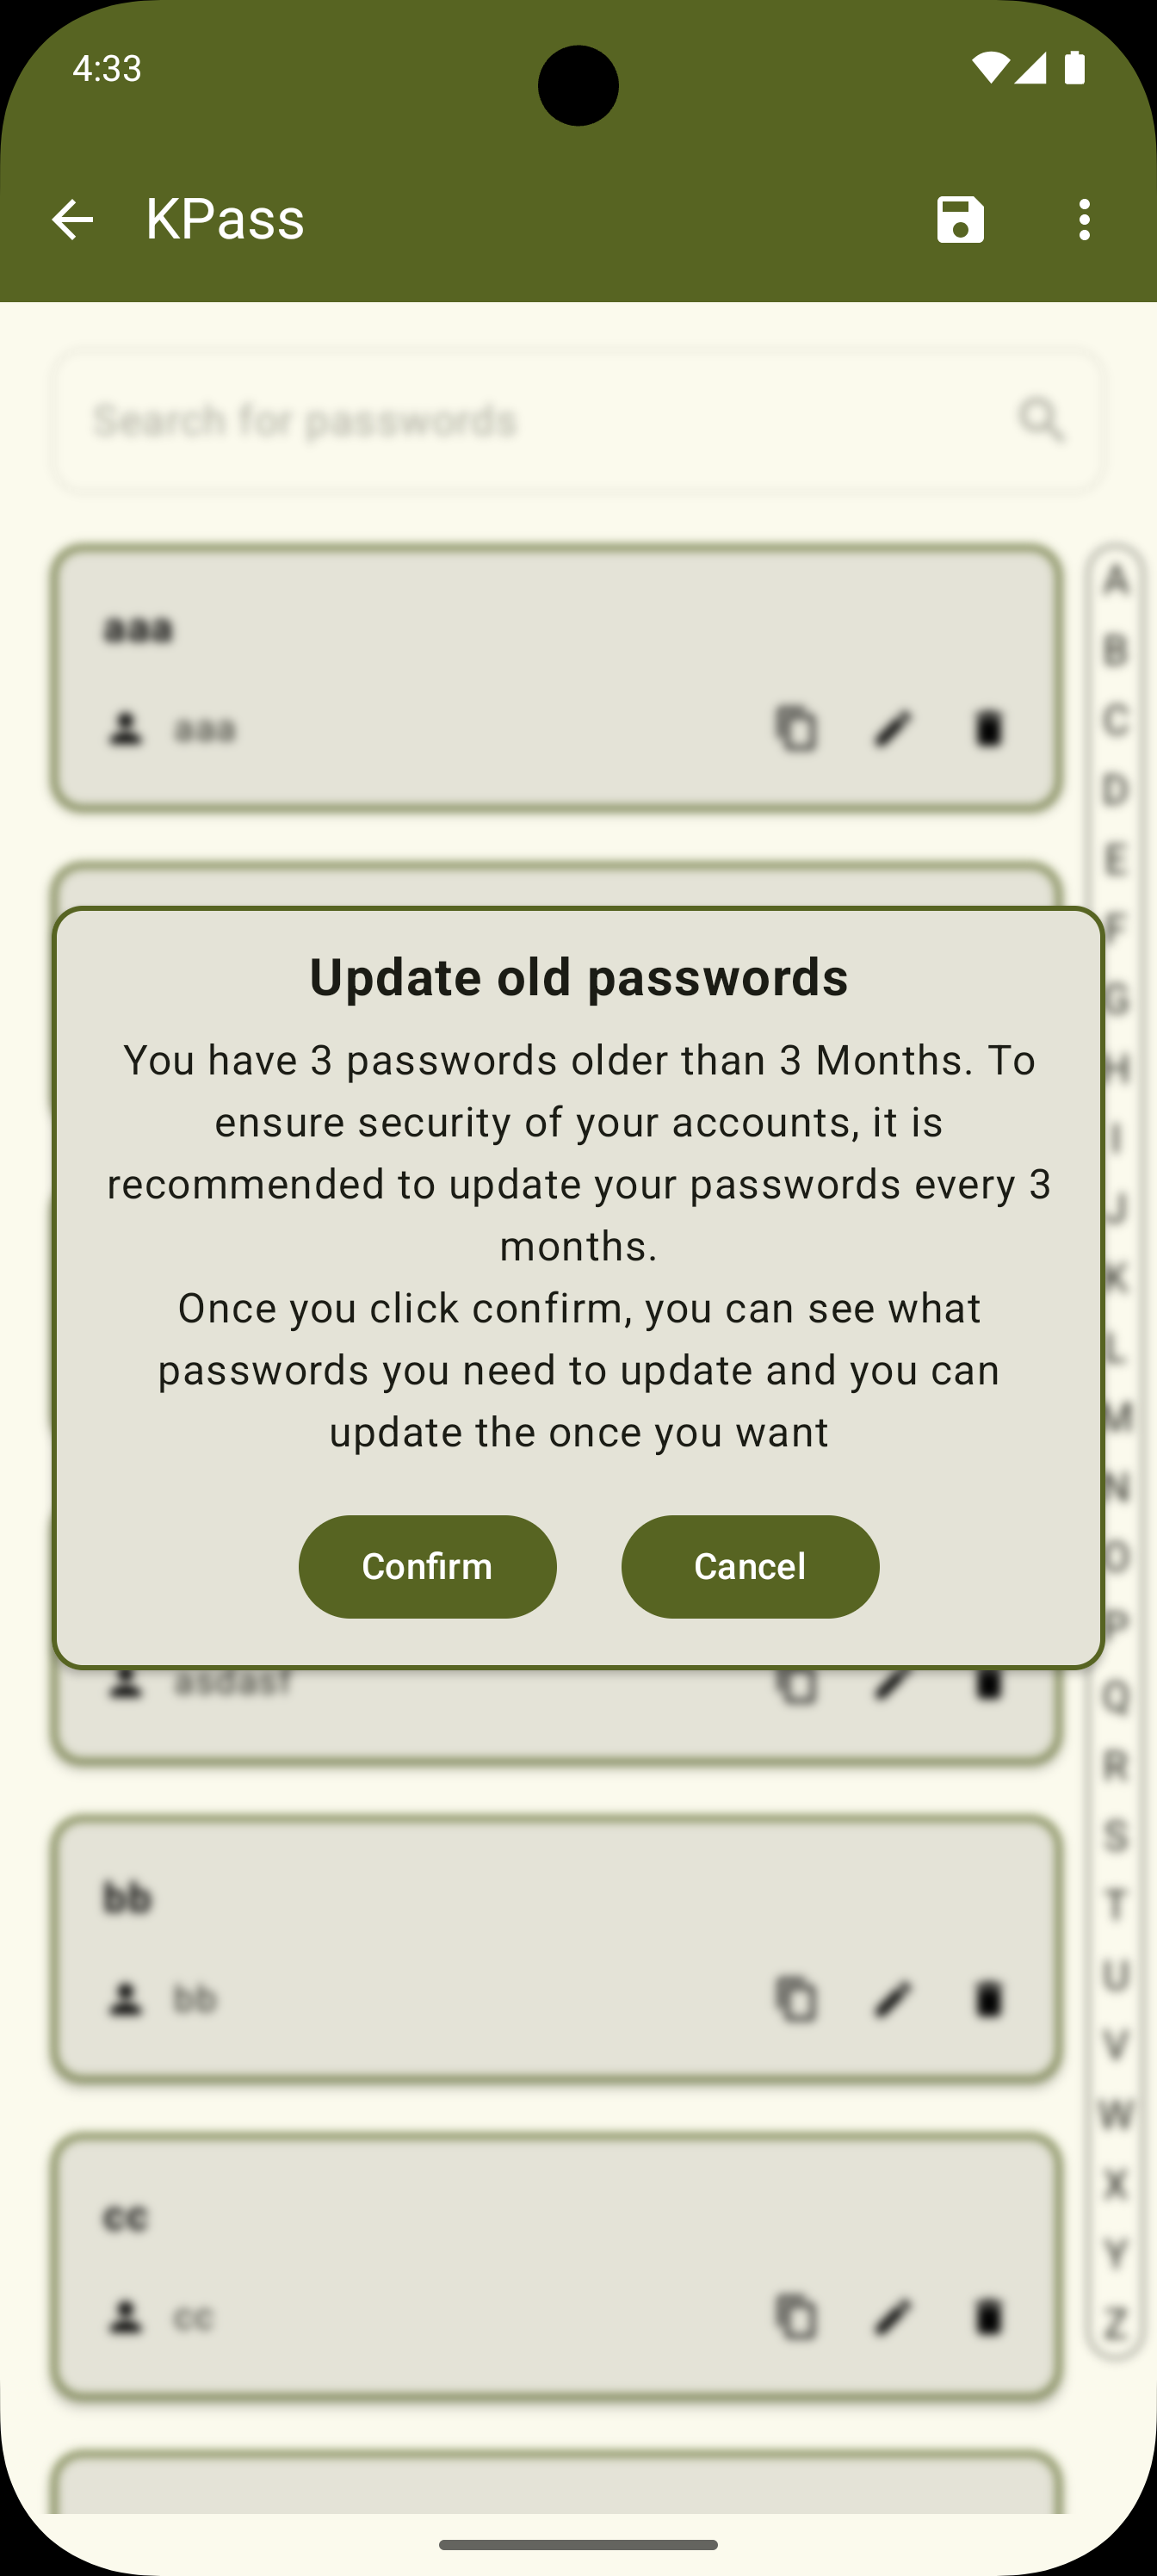 4:33
KPass
Search for passwords
aaa
aaa
Update old passwords
You have 3 passwords older than 3 Months. To
ensure security of your accounts, it is
recommended to update your passwords every 3
months.
Once you click confirm, you can see what
passwords you need to update and you can
update the once you want
Confirm Cancel
asdasf
bb
bb
cc
cc
A
B
C
D
E
F
G
H
I
J
K
L
M
N
O
P
Q
R
S
T
U
V
W
X
Y
Z